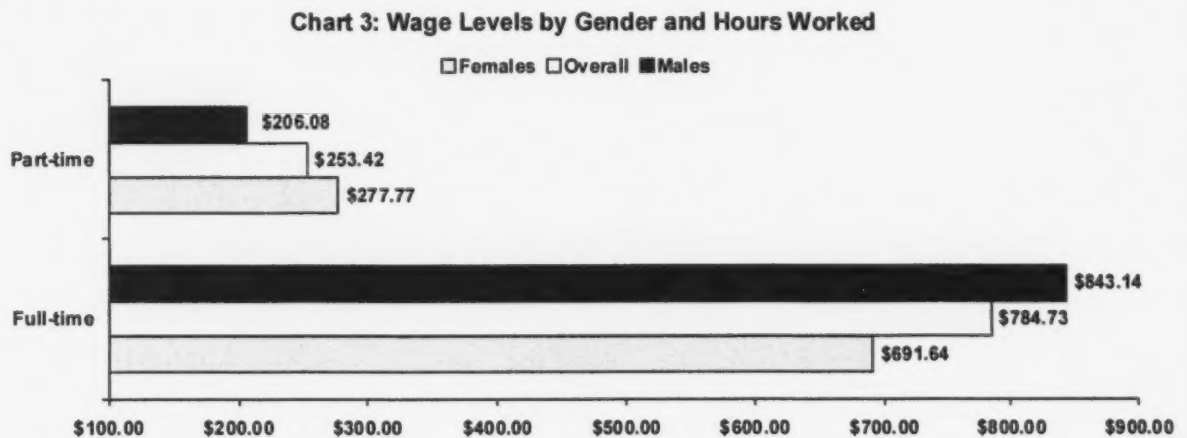 Chart 3: Wage Levels by Gender and Hours Worked
Females Overall Males
Part-time
$206.08
$253.42
$277.77
Full-time
$843.14
$784.73
$691.64
$100.00 $200.00 $300.00 $400.00 $500.00 $600.00 $700.00 $800.00 $900.00